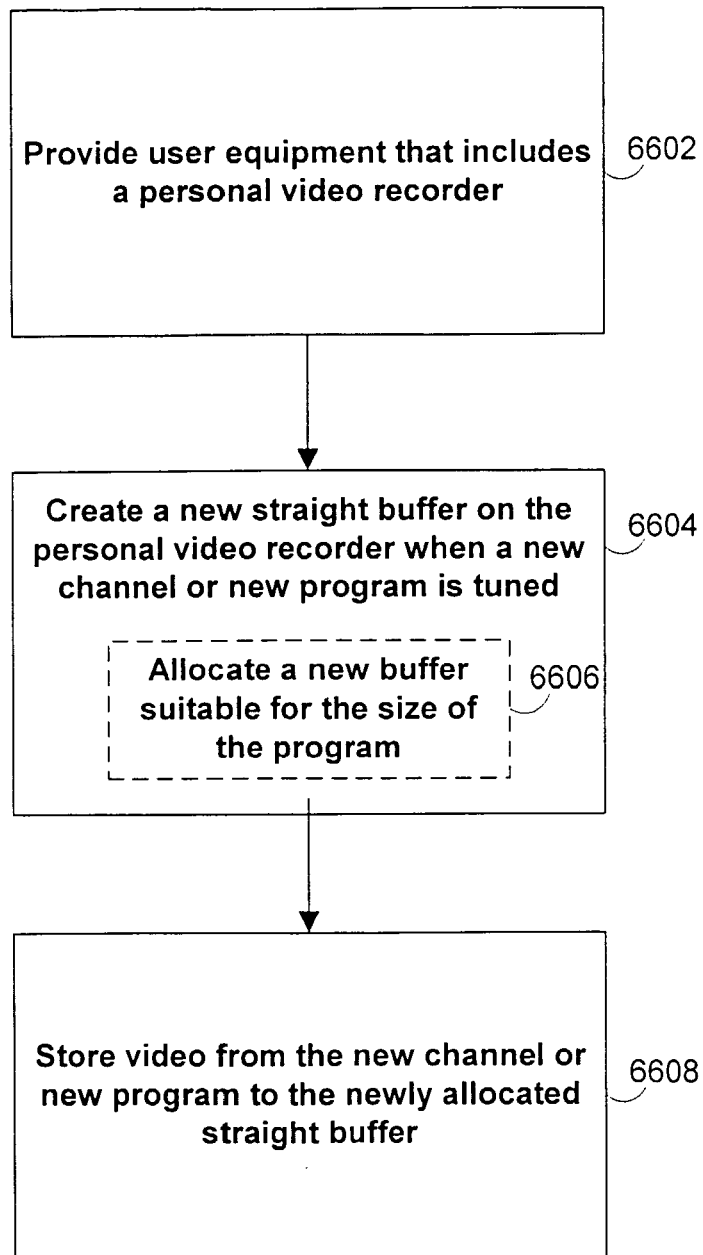 Provide user equipment that includes
a personal video recorder
6602
Create a new straight buffer on the
personal video recorder when a new
channel or new program is tuned
6604
Allocate a new buffer
suitable for the size of
the program
6606
Store video from the new channel or
new program to the newly allocated
straight buffer
6608